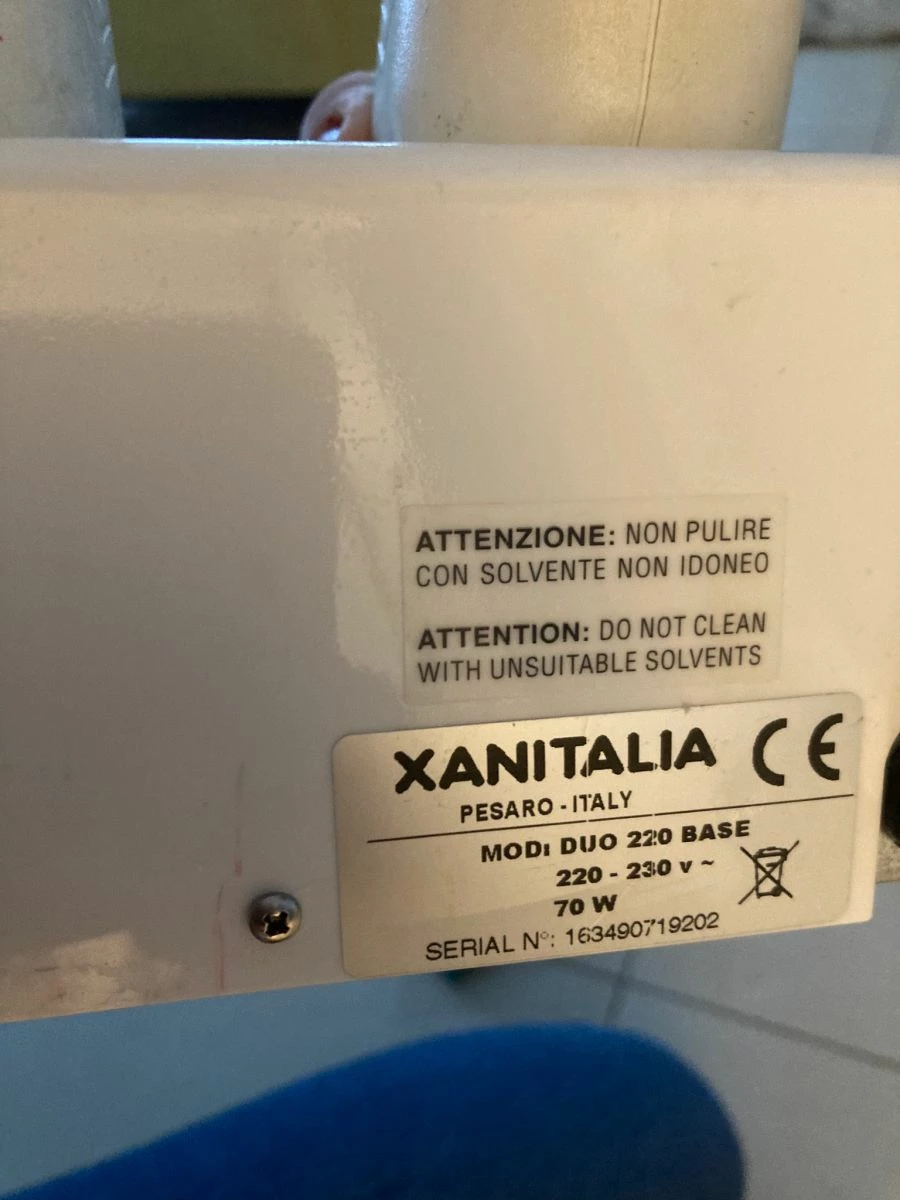 ATTENZIONE: NON PULIRE
CON SOLVENTE NON IDONEO
ATTENTION: DO NOT CLEAN
WITH UNSUITABLE SOLVENTS
XANITALIA CE
PESARO - ITALY
MOD: DUO 220 BASE
220 - 230 v ~
70 W
SERIAL N°: 163490719202